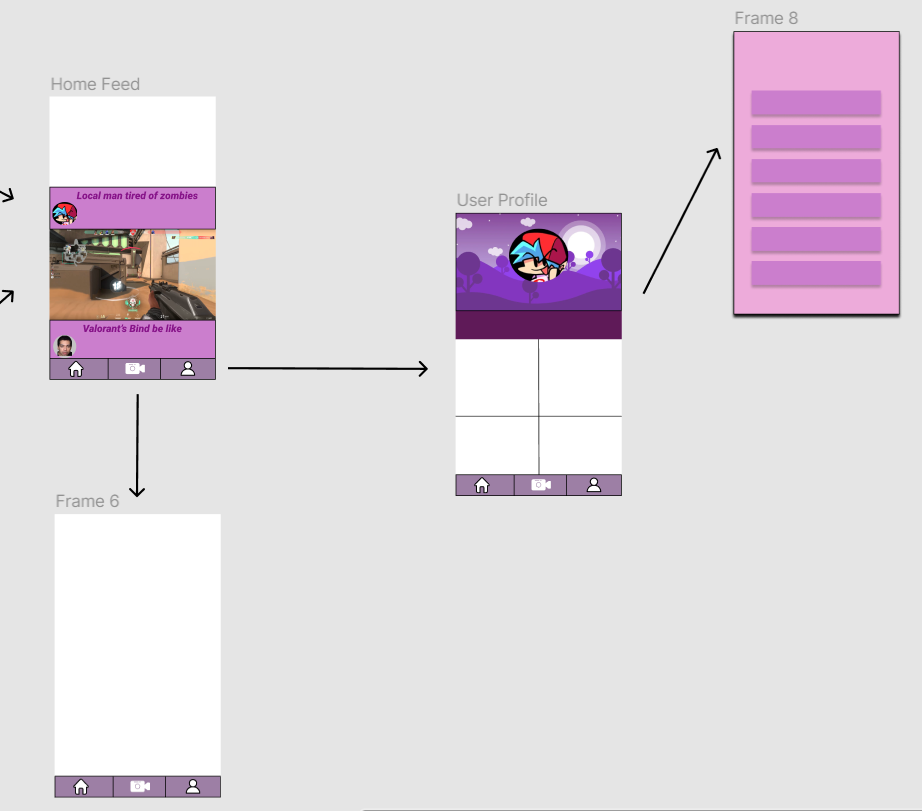 Frame 8
Home Feed
Local man tired of zombies
User Profile
Valorant's Bind be like
Frame 6